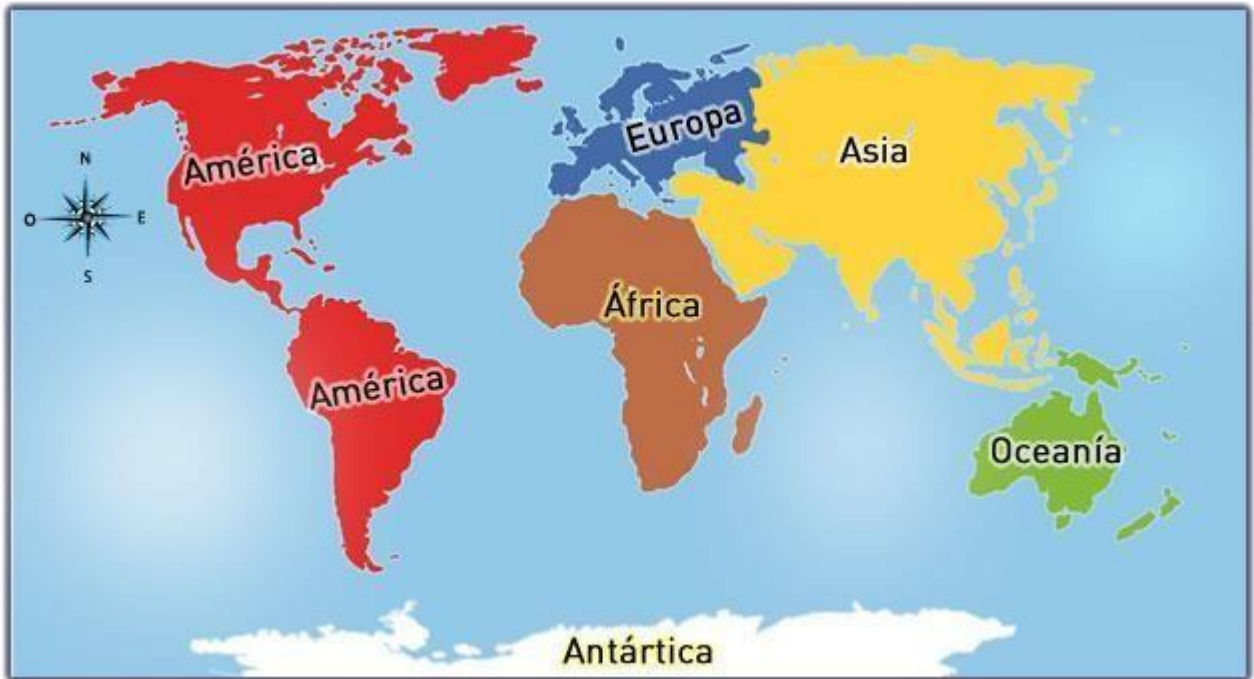 Europa
Asia
América
N
O
E
S
África
América
Oceanía
Antártica